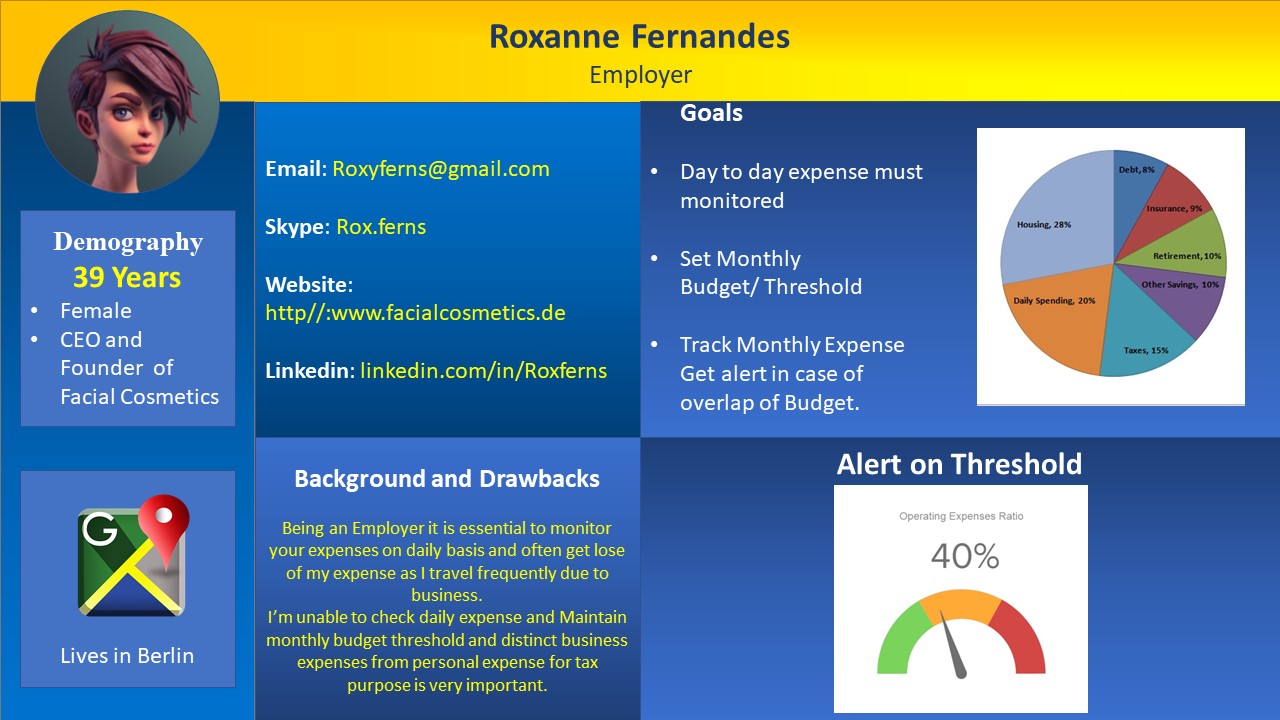 Roxanne Fernandes
Employer
Demography
39 Years
• Female
• CEO and
Founder of
Facial Cosmetics
G
Lives in Berlin
Email: Roxyferns@gmail.com
Skype: Rox.ferns
Website:
http//:www.facialcosmetics.de
Linkedin: linkedin.com/in/Roxferns
Background and Drawbacks
Being an Employer it is essential to monitor
your expenses on daily basis and often get lose
of my expense as I travel frequently due to
business.
I'm unable to check daily expense and Maintain
monthly budget threshold and distinct business
expenses from personal expense for tax
purpose is very important.
Goals
• Day to day expense must
monitored
• Set Monthly
Budget/ Threshold
• Track Monthly Expense
Get alert in case of
overlap of Budget.
Debt, 8%
Insurance, 9%
Retirement, 10%
Other Savings, 10%
Taxes, 15%
Daily Spending, 20%
Housing, 28%
Alert on Threshold
Operating Expenses Ratio
40%